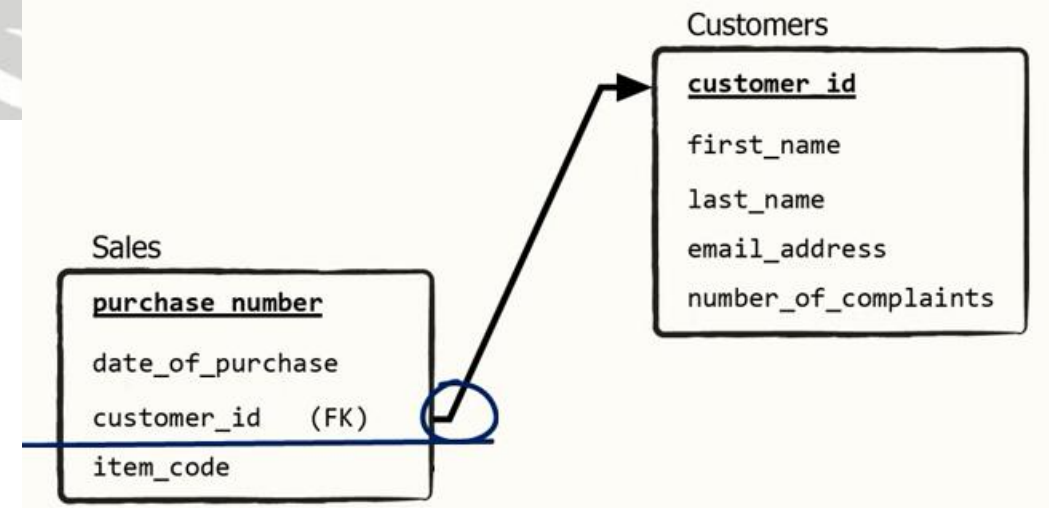 Customers
customer_id
first_name
last_name
email_address
number_of_complaints
Sales
purchase_number
date_of_purchase
customer_id (FK)
item_code